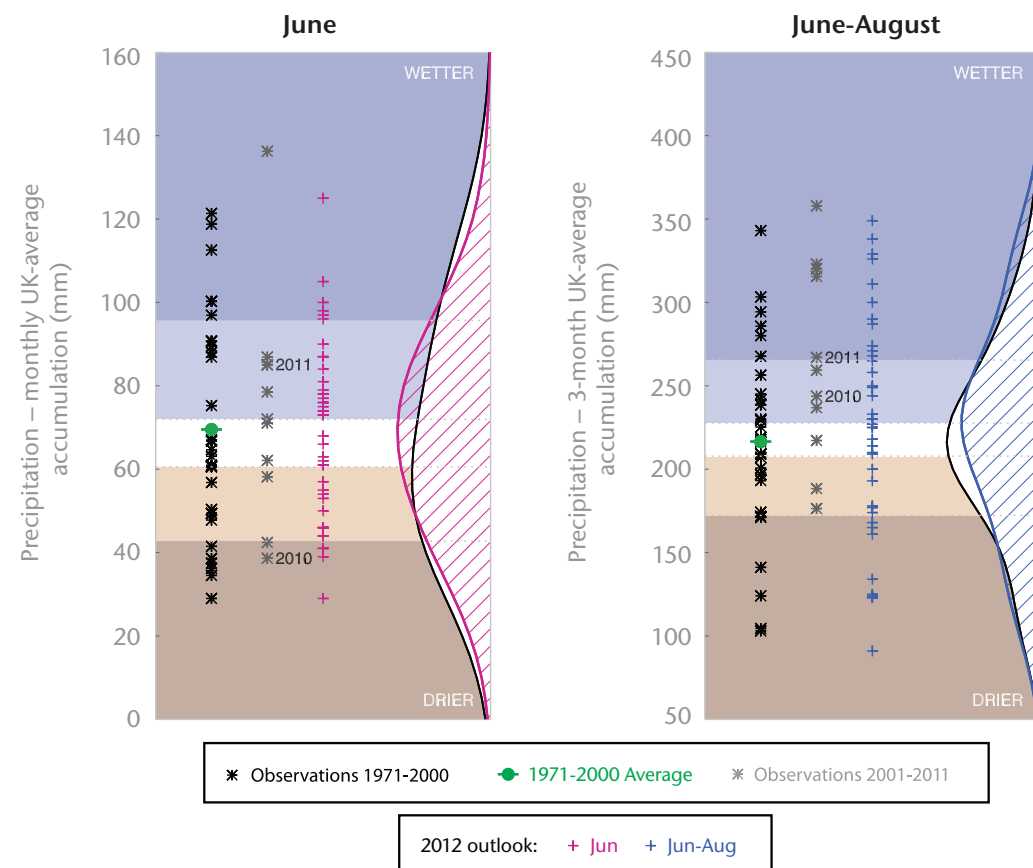 June
Precipitation – monthly UK-average
accumulation (mm)
160
140
120
100
80
60
40
20
0
WETTER
2011
2010
DRIER
June-August
Precipitation – 3-month UK-average
accumulation (mm)
450
400
350
300
250
200
150
100
50
WETTER
2011
2010
DRIER
Observations 1971-2000 1971-2000 Average Observations 2001-2011
2012 outlook: Jun Jun-Aug